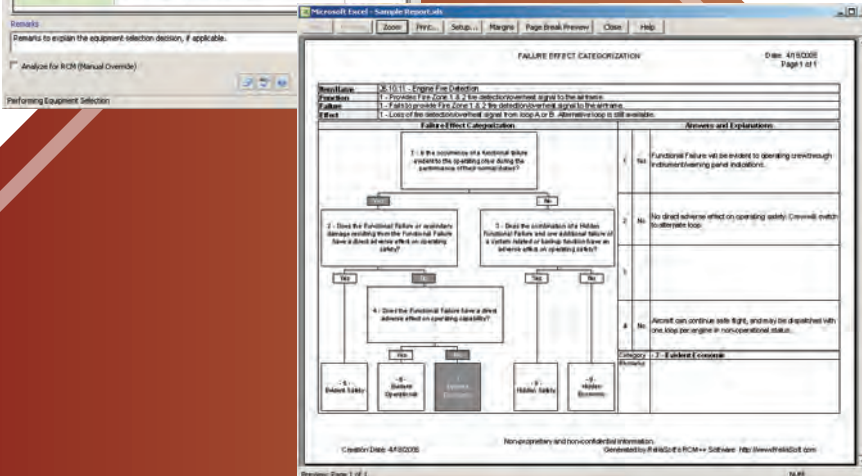 Remarks
Remarks to explain the equipment selection decision, if applicable.
Analyze for RCM (Manual Override)
Performing Equipment Selection
Microsoft Excel - Sample Report.xls
Zoom Print... Setup... Margins Page Break Preview Close Help
FAILURE EFFECT CATEGORIZATION
Date: 4/18/2005
Page 1 of 1
Item Name 26.10.11 - Engine Fire Detection
Function 1 - Provides Fire Zone 1 & 2 fire detection/overheat signal to the airframe.
Failure 1 - Fails to provide Fire Zone 1 & 2 fire detection/overheat signal to the airframe.
Effect 1 - Loss of fire detection/overheat signal from loop A or B. Alternative loop is still available.
Failure Effect Categorization
Answers and Explanations
1 - Is the occurrence of a functional failure
evident to the operating crew during the
performance of their normal duties?
Yes No
2 - Does the Functional Failure or secondary
damage resulting from the Functional Failure
have a direct adverse effect on operating
safety?
3 - Does the combination of a Hidden
Functional Failure and one additional failure of
a system related or backup function have an
adverse effect on operating safety?
Yes No Yes No
4 - Does the Functional Failure have a direct
adverse effect on operating capability?
Yes No
- 5 -
Evident Safety
- 6 -
Evident
Operational
Evident
Economic
Hidden Safety
- 9 -
Hidden
Economic
1 Functional Failure will be evident to operating crew through
instrument/warning panel indications.
2 No No direct adverse effect on operating safety. Crew will switch
to alternate loop.
3
4 No Aircraft can continue safe flight, and may be dispatched with
one loop per engine in non-operational status.
Category - 7 - Evident Economic
Remarks
Non-proprietary and non-confidential information.
Creation Date: 4/18/2005
Generated by ReliaSoft's RCM++ Software http://www.ReliaSoft.com
Preview: Page 1 of 1
NUM